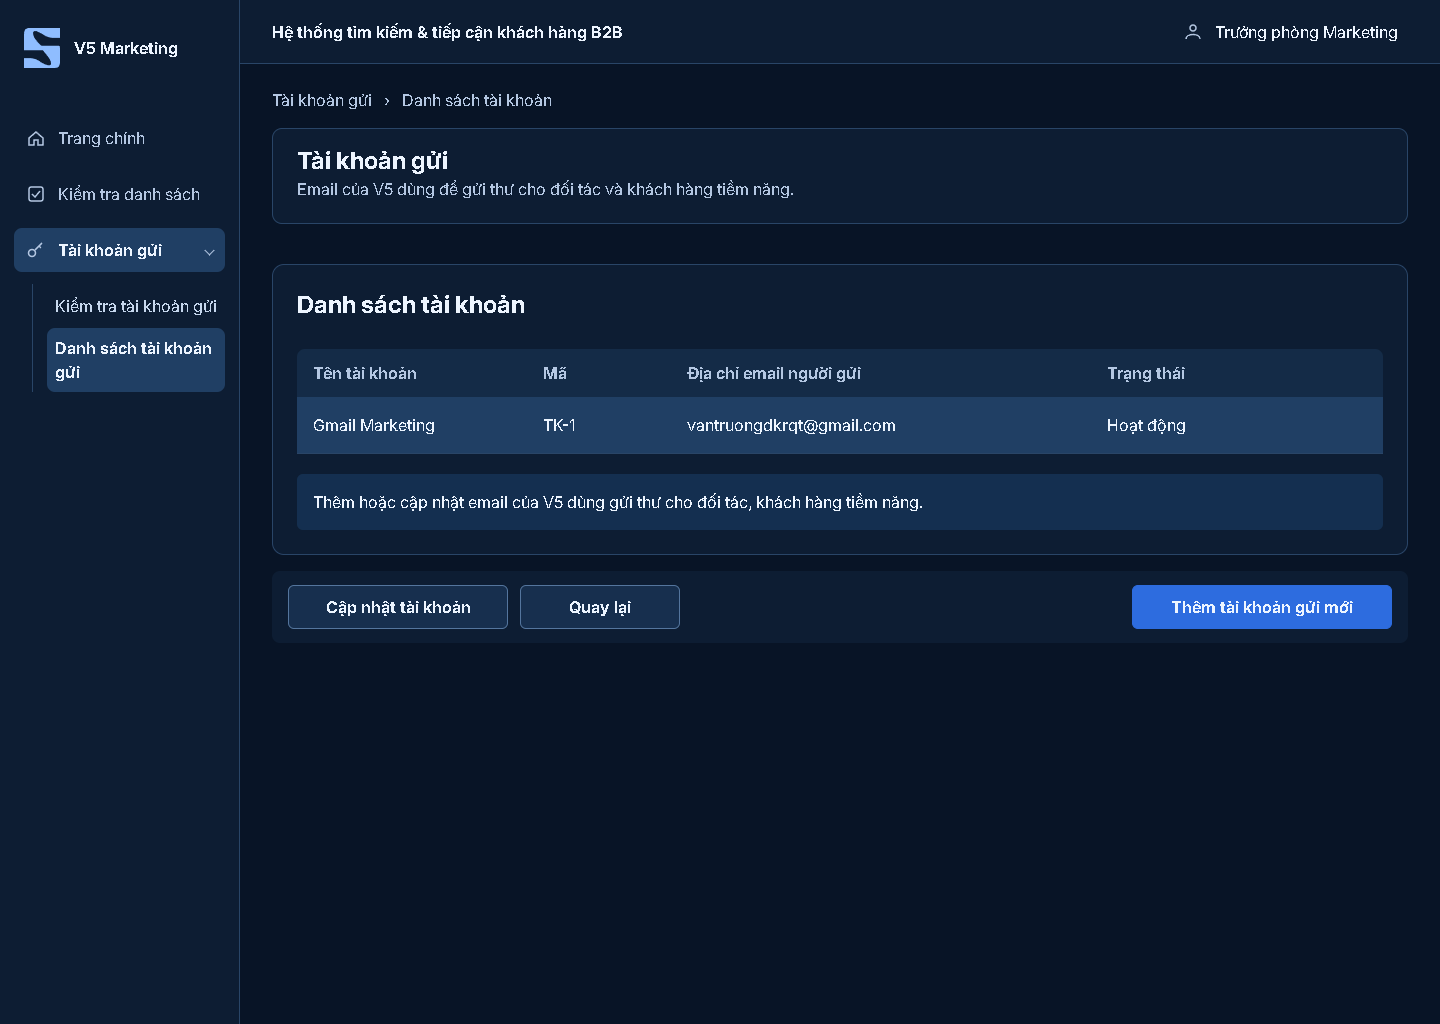 V5 Marketing
Hệ thống tìm kiếm & tiếp cận khách hàng B2B
Trưởng phòng Marketing
Trang chính
Kiểm tra danh sách
Tài khoản gửi
Kiểm tra tài khoản gửi
Danh sách tài khoản
gửi
Tài khoản gửi › Danh sách tài khoản
Tài khoản gửi
Email của V5 dùng để gửi thư cho đối tác và khách hàng tiềm năng.
Danh sách tài khoản
Tên tài khoản Mã Địa chỉ email người gửi Trạng thái
Gmail Marketing TK-1 vantruongdkrqt@gmail.com Hoạt động
Thêm hoặc cập nhật email của V5 dùng gửi thư cho đối tác, khách hàng tiềm năng.
Cập nhật tài khoản Quay lại Thêm tài khoản gửi mới